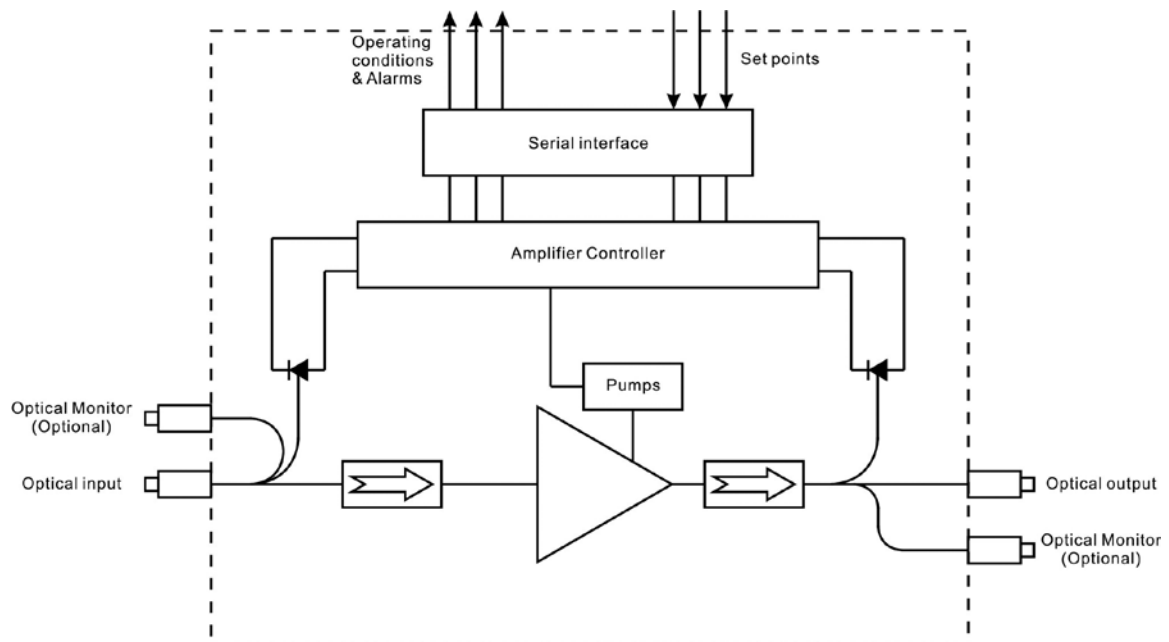 Operating
conditions
& Alarms
Set points
Serial interface
Amplifier Controller
Pumps
Optical Monitor
(Optional)
Optical input
Optical output
Optical Monitor
(Optional)